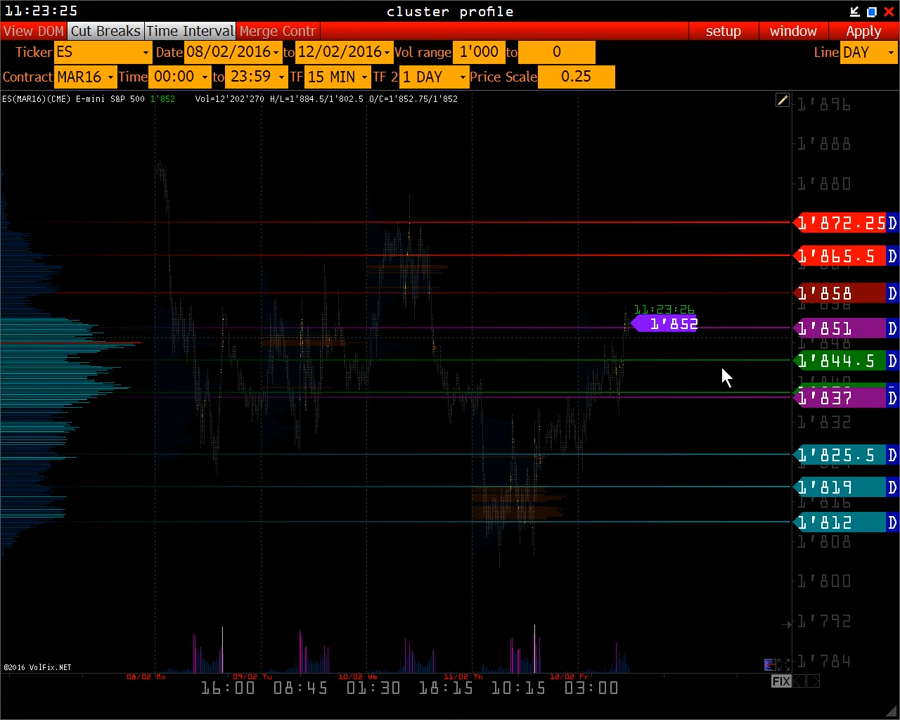 11:23:25 cluster profile
View DOM Cut Breaks Time Interval Merge Contr setup window Apply
Ticker ES Date 08/02/2016 to 12/02/2016 Vol range 1'000 to 0 Line DAY
Contract MAR16 Time 00:00 to 23:59 TF 15 MIN TF 2 1 DAY Price Scale 0.25
ES(MAR16)(CME) E-mini S&P 500 1'852 Vol=12'202'270 H/L=1'884.5/1'802.5 O/C=1'852.75/1'852
1'896
1'888
1'880
1'872.25 D
1'865.5 D
1'858 D
11:23:26
1'852
1'851 D
1'844.5 D
1'837 D
1'832
1'825.5 D
1'819 D
1'816
1'812 D
1'808
1'800
1'792
1'784
©2016 VolFix.NET
08/02 Mo 09/02 Tu 10/02 We 11/02 Th 12/02 Fr
FIX
16:00 08:45 01:30 18:15 10:15 03:00